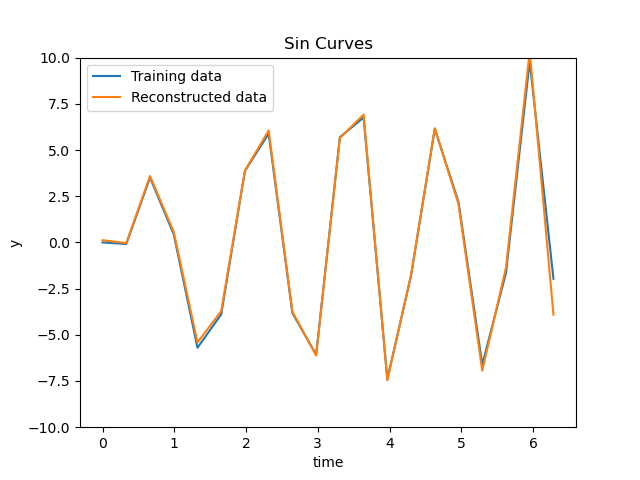 Sin Curves
Training data
Reconstructed data
10.0
7.5
5.0
2.5
0.0
−2.5
−5.0
−7.5
−10.0
y
0 1 2 3 4 5 6
time